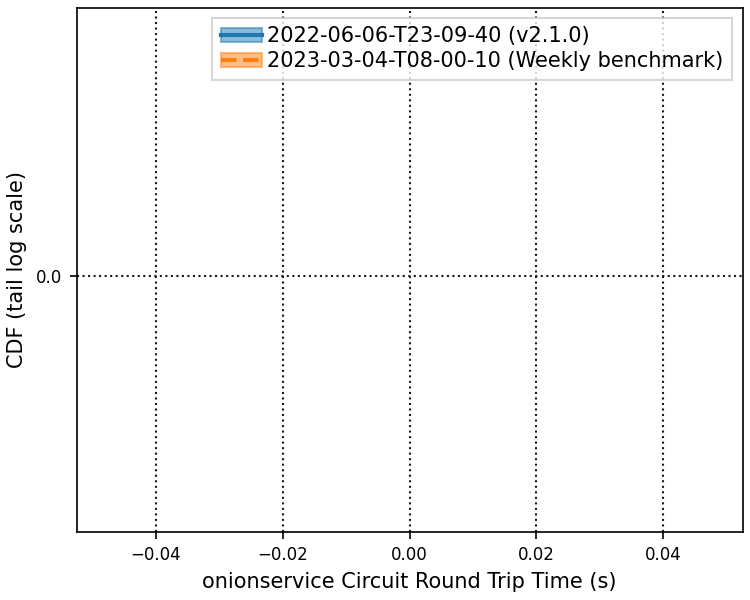 2022-06-06-T23-09-40 (v2.1.0)
2023-03-04-T08-00-10 (Weekly benchmark)
CDF (tail log scale)
0.0
−0.04 −0.02 0.00 0.02 0.04
onionservice Circuit Round Trip Time (s)